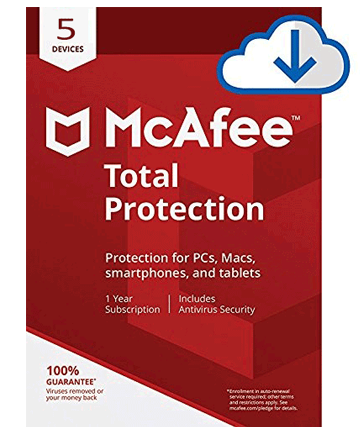 5
DEVICES
McAfee™
Total
Protection
Protection for PCs, Macs,
smartphones, and tablets
1 Year
Subscription
Includes
Antivirus Security
100%
GUARANTEE*
Viruses removed or
your money back
*Enrollment in auto-renewal
service required; other terms
and restrictions apply. See
mcafee.com/pledge for details.